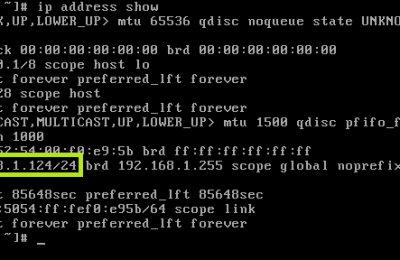 ~]# ip address show
K,UP,LOWER_UP> mtu 65536 qdisc noqueue state UNKNO
ck 00:00:00:00:00:00 brd 00:00:00:00:00:00
0.1/8 scope host lo
t forever preferred_lft forever
28 scope host
t forever preferred_lft forever
CAST,MULTICAST,UP,LOWER_UP> mtu 1500 qdisc pfifo_f
n 1000
52:54:00:f0:e9:5b brd ff:ff:ff:ff:ff:ff
8.1.124/24 brd 192.168.1.255 scope global noprefix
t 85648sec preferred_lft 85648sec
:5054:ff:fef0:e95b/64 scope link
t forever preferred_lft forever
~]# _